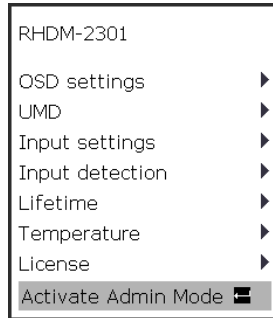 RHDM-2301
OSD settings
UMD
Input settings
Input detection
Lifetime
Temperature
License
Activate Admin Mode